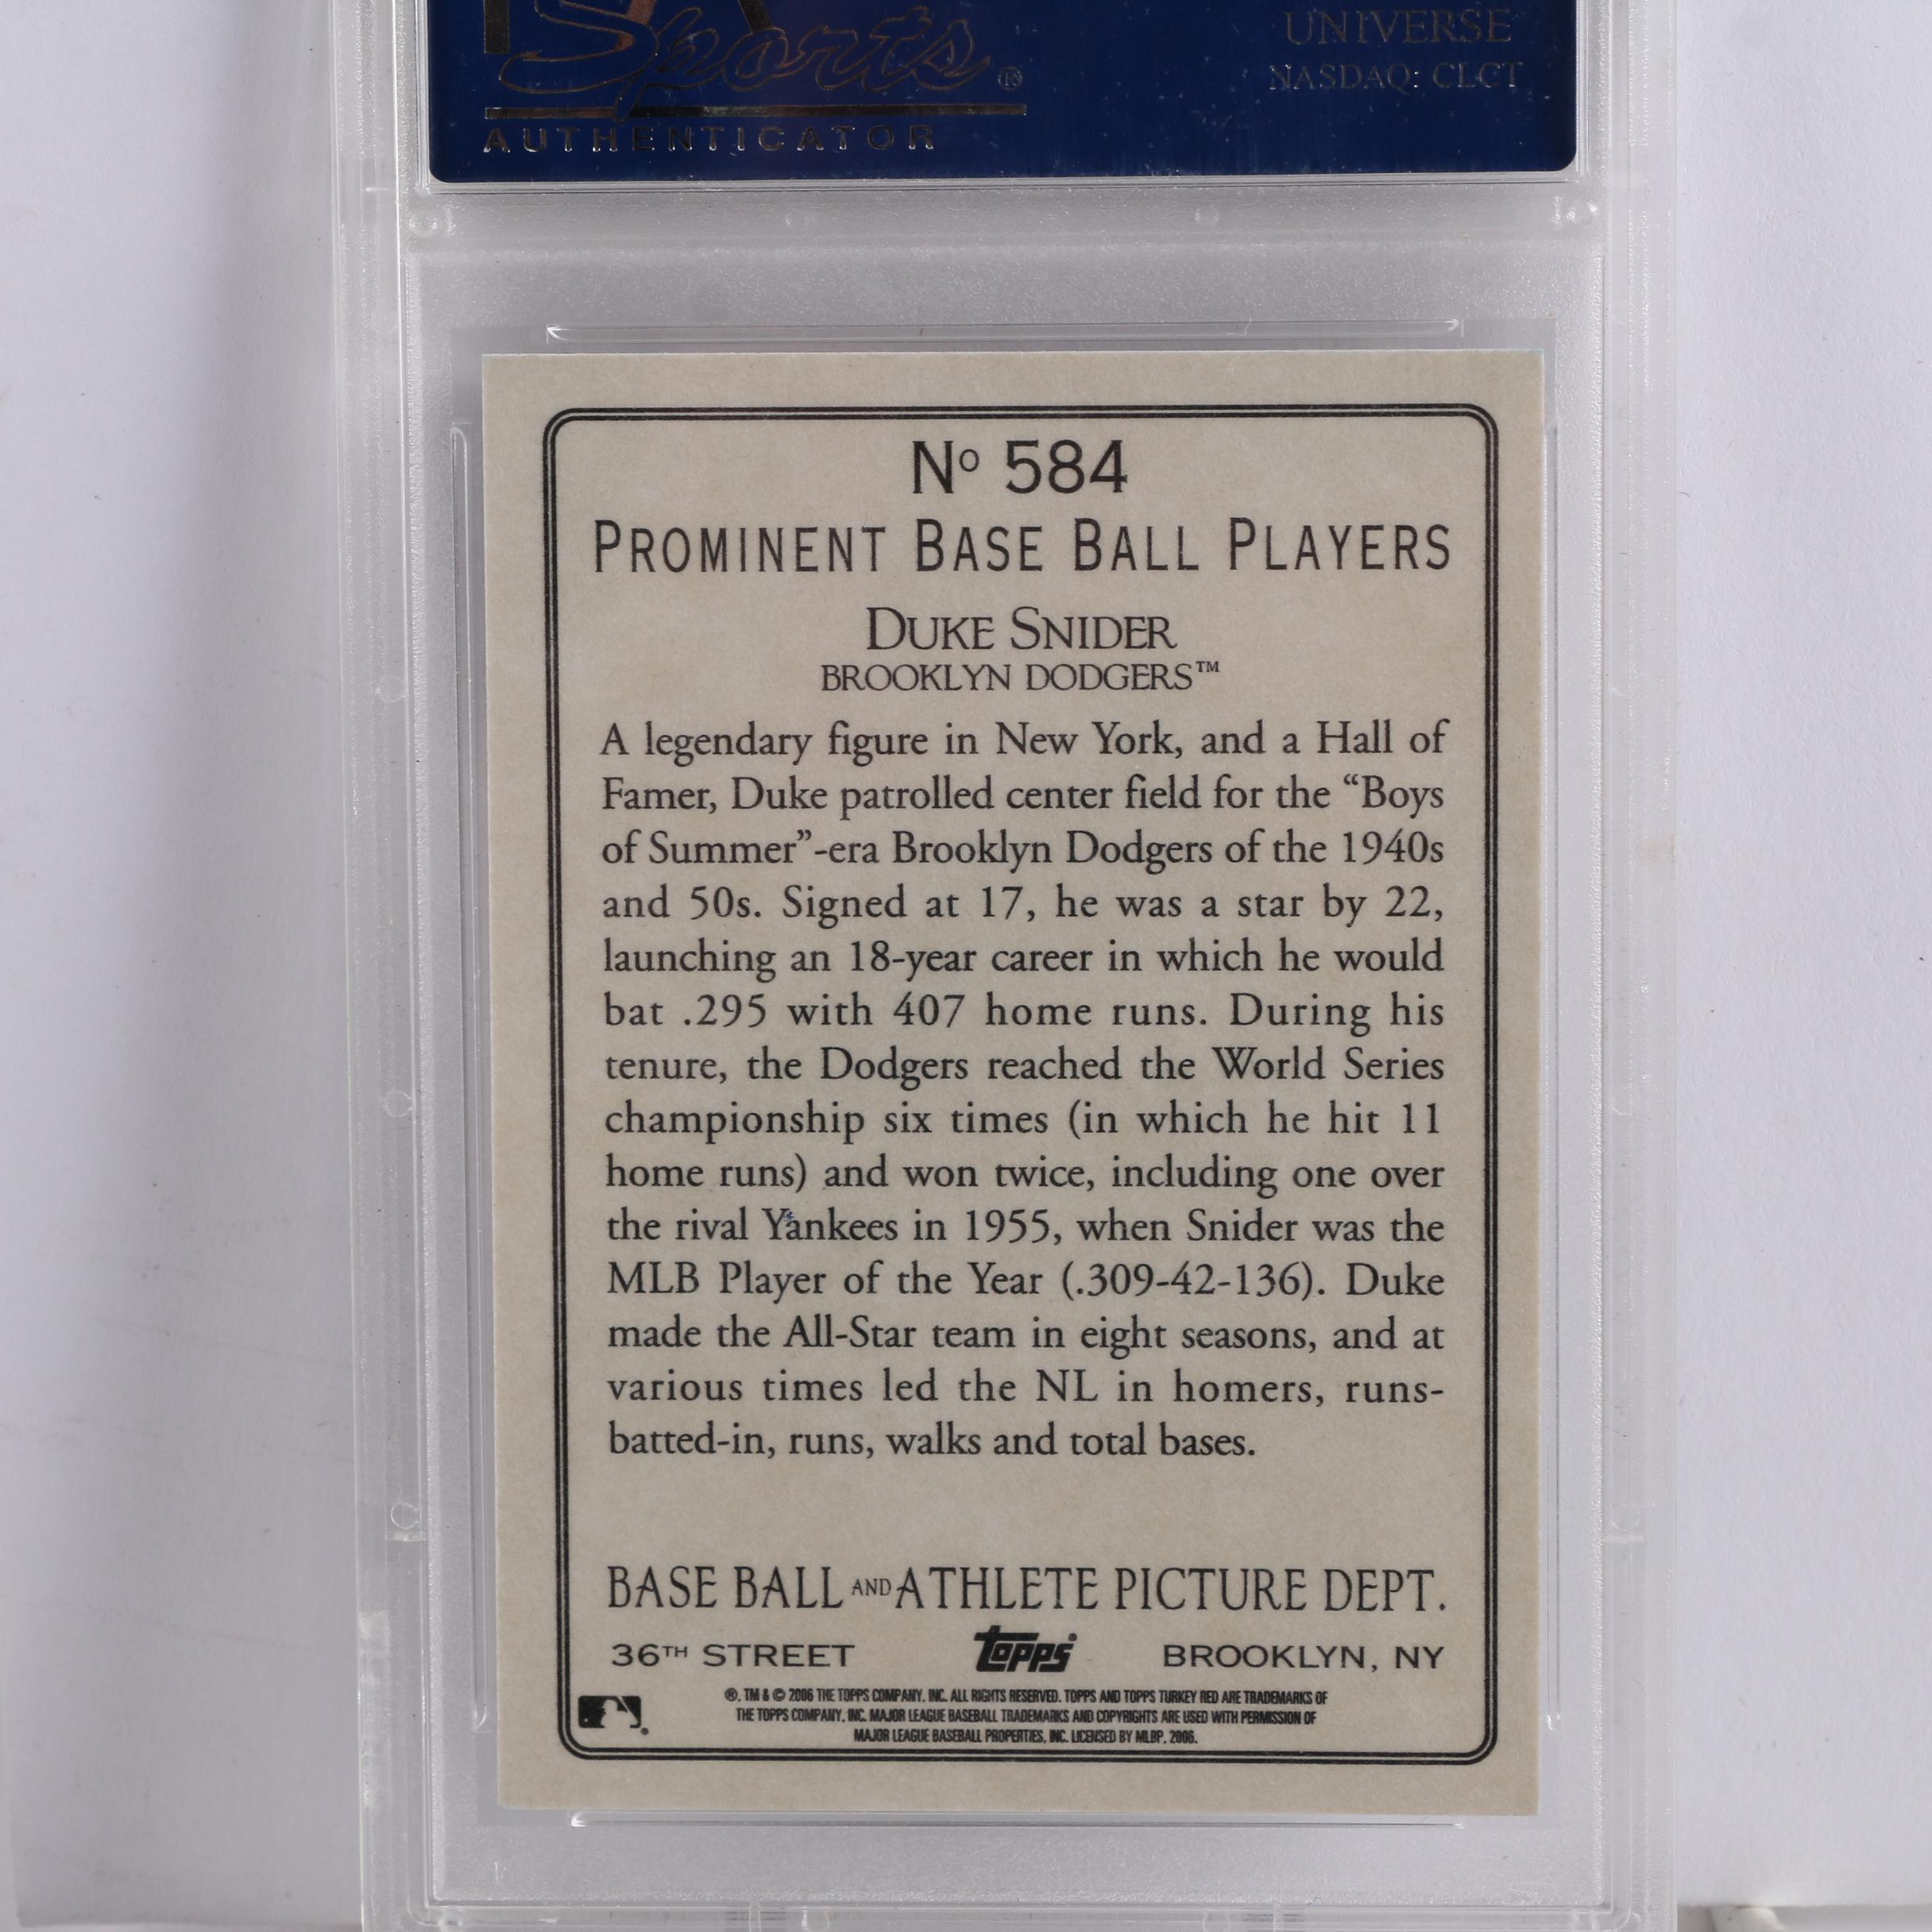 Sports ®
AUTHENTICATOR
UNIVERSE
NASDAQ: CLCT
Nº 584
PROMINENT BASE BALL PLAYERS
DUKE SNIDER
BROOKLYN DODGERS™
A legendary figure in New York, and a Hall of
Famer, Duke patrolled center field for the “Boys
of Summer”-era Brooklyn Dodgers of the 1940s
and 50s. Signed at 17, he was a star by 22,
launching an 18-year career in which he would
bat .295 with 407 home runs. During his
tenure, the Dodgers reached the World Series
championship six times (in which he hit 11
home runs) and won twice, including one over
the rival Yankees in 1955, when Snider was the
MLB Player of the Year (.309-42-136). Duke
made the All-Star team in eight seasons, and at
various times led the NL in homers, runs-
batted-in, runs, walks and total bases.
BASE BALL AND ATHLETE PICTURE DEPT.
36TH STREET topps® BROOKLYN, NY
®, TM & © 2006 THE TOPPS COMPANY, INC. ALL RIGHTS RESERVED. TOPPS AND TOPPS TURKEY RED ARE TRADEMARKS OF
THE TOPPS COMPANY, INC. MAJOR LEAGUE BASEBALL TRADEMARKS AND COPYRIGHTS ARE USED WITH PERMISSION OF
MAJOR LEAGUE BASEBALL PROPERTIES, INC. LICENSED BY MLBP, 2006.